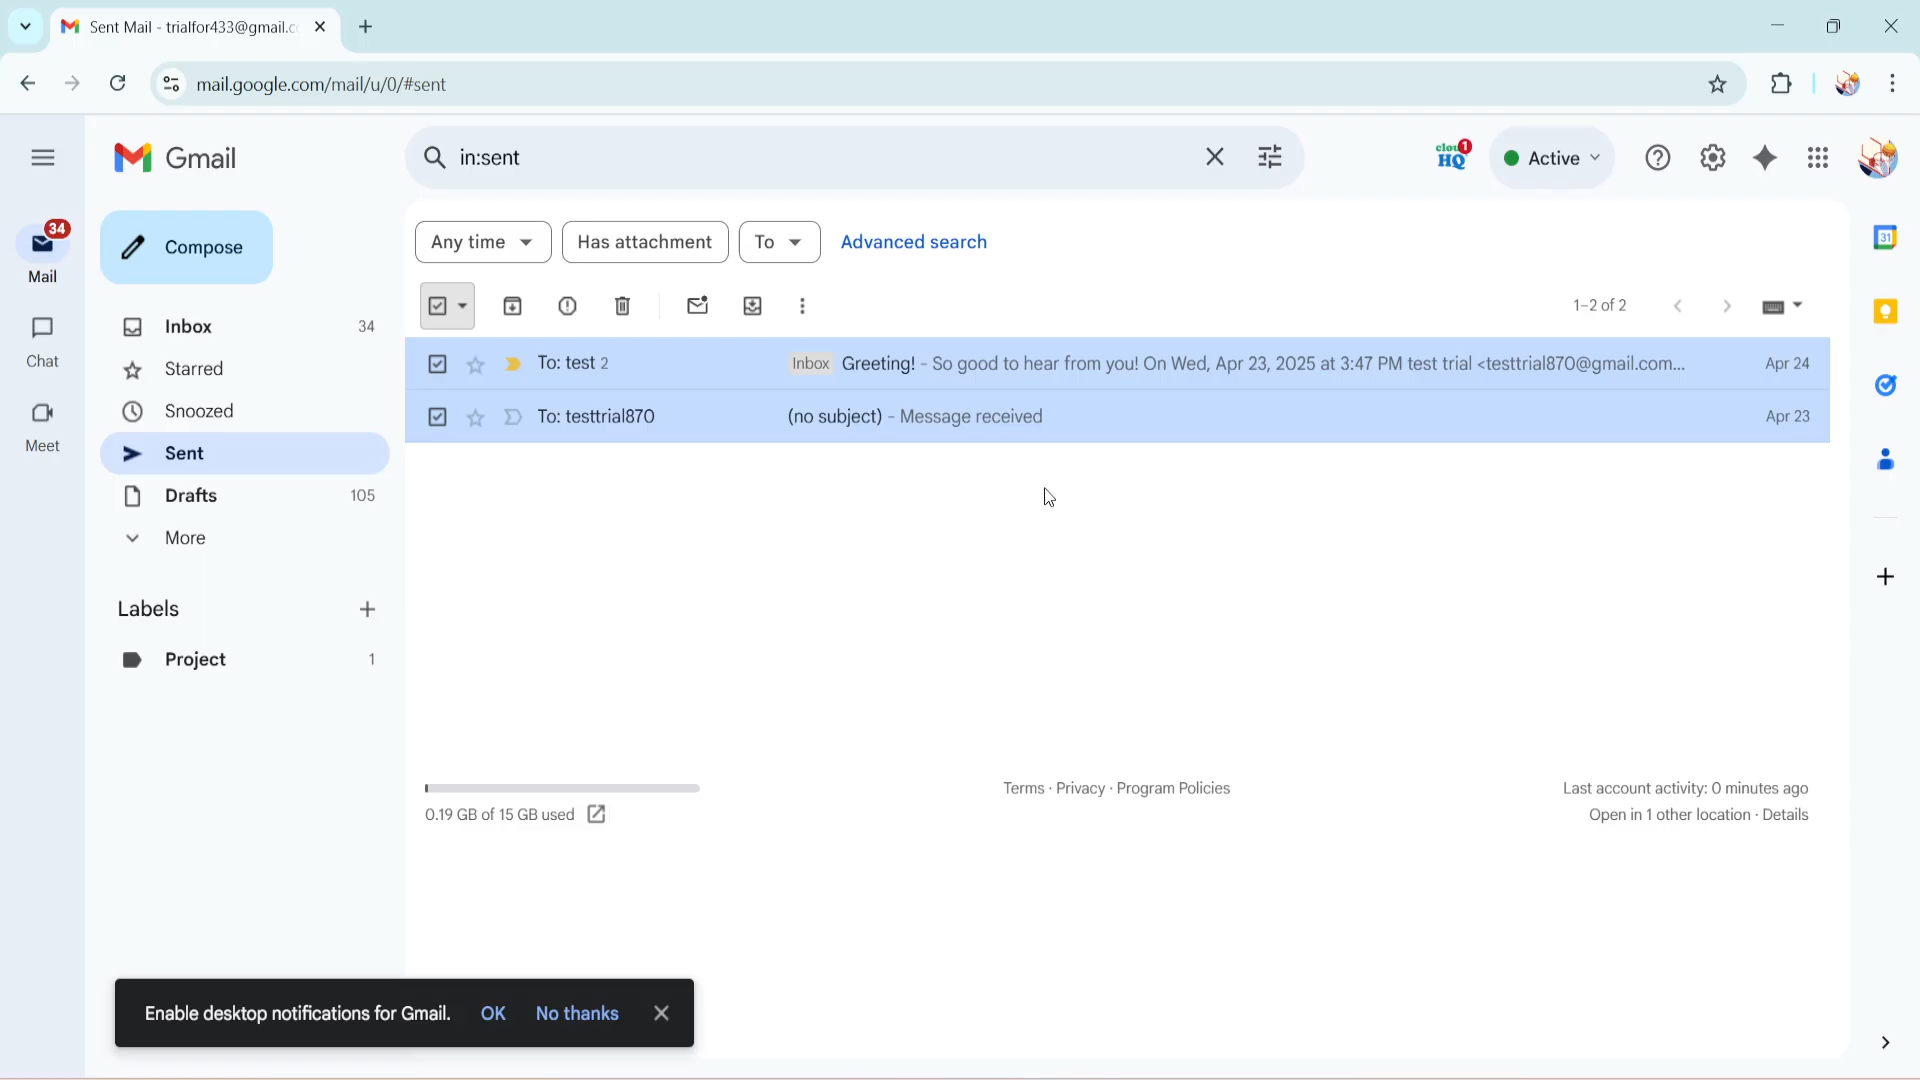 Sent Mail - trialfor433@gmail.c
mail.google.com/mail/u/0/#sent
Gmail
in:sent
cloud
HQ
1
Active
34
Mail
Chat
Meet
Compose
Inbox 34
Starred
Snoozed
Sent
Drafts 105
More
Labels
Project 1
Any time Has attachment To Advanced search
1–2 of 2
To: test 2 Inbox Greeting! - So good to hear from you! On Wed, Apr 23, 2025 at 3:47 PM test trial <testtrial870@gmail.com... Apr 24
To: testtrial870 (no subject) - Message received Apr 23
31
0.19 GB of 15 GB used
Terms · Privacy · Program Policies
Last account activity: 0 minutes ago
Open in 1 other location · Details
Enable desktop notifications for Gmail. OK No thanks